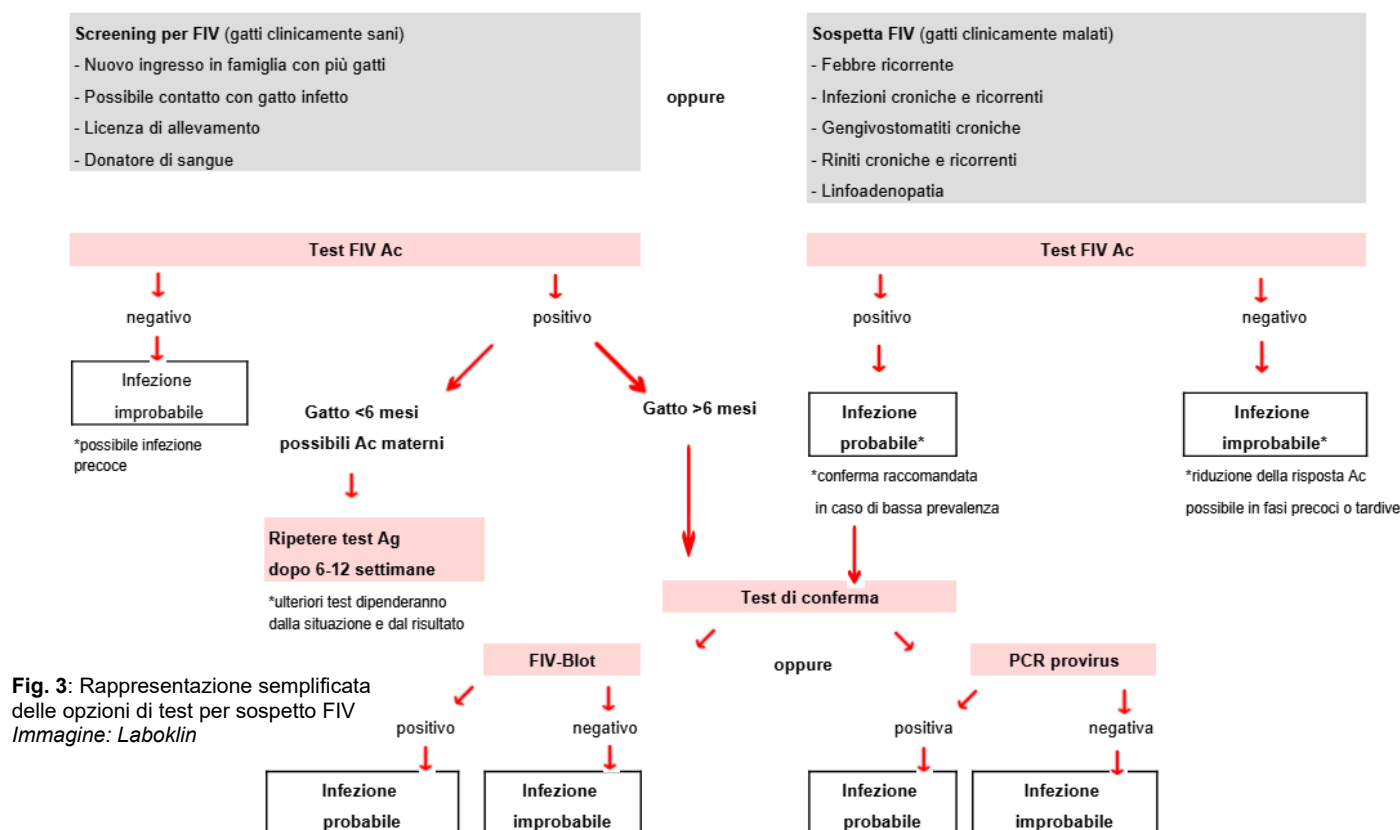 Screening per FIV (gatti clinicamente sani)
- Nuovo ingresso in famiglia con più gatti
- Possibile contatto con gatto infetto
- Licenza di allevamento
- Donatore di sangue
oppure
Sospetta FIV (gatti clinicamente malati)
- Febbre ricorrente
- Infezioni croniche e ricorrenti
- Gengivostomatiti croniche
- Riniti croniche e ricorrenti
- Linfoadenopatia
Test FIV Ac
negativo
positivo
Infezione
improbabile
*possibile infezione
precoce
Gatto <6 mesi
possibili Ac materni
Gatto >6 mesi
Ripetere test Ag
dopo 6-12 settimane
*ulteriori test dipenderanno
dalla situazione e dal risultato
Test FIV Ac
positivo
negativo
Infezione
probabile*
*conferma raccomandata
in caso di bassa prevalenza
Infezione
improbabile*
*riduzione della risposta Ac
possibile in fasi precoci o tardive
Test di conferma
FIV-Blot
oppure
PCR provirus
positivo
negativo
positiva
negativa
Infezione
probabile
Infezione
improbabile
Infezione
probabile
Infezione
improbabile
Fig. 3: Rappresentazione semplificata
delle opzioni di test per sospetto FIV
Immagine: Laboklin